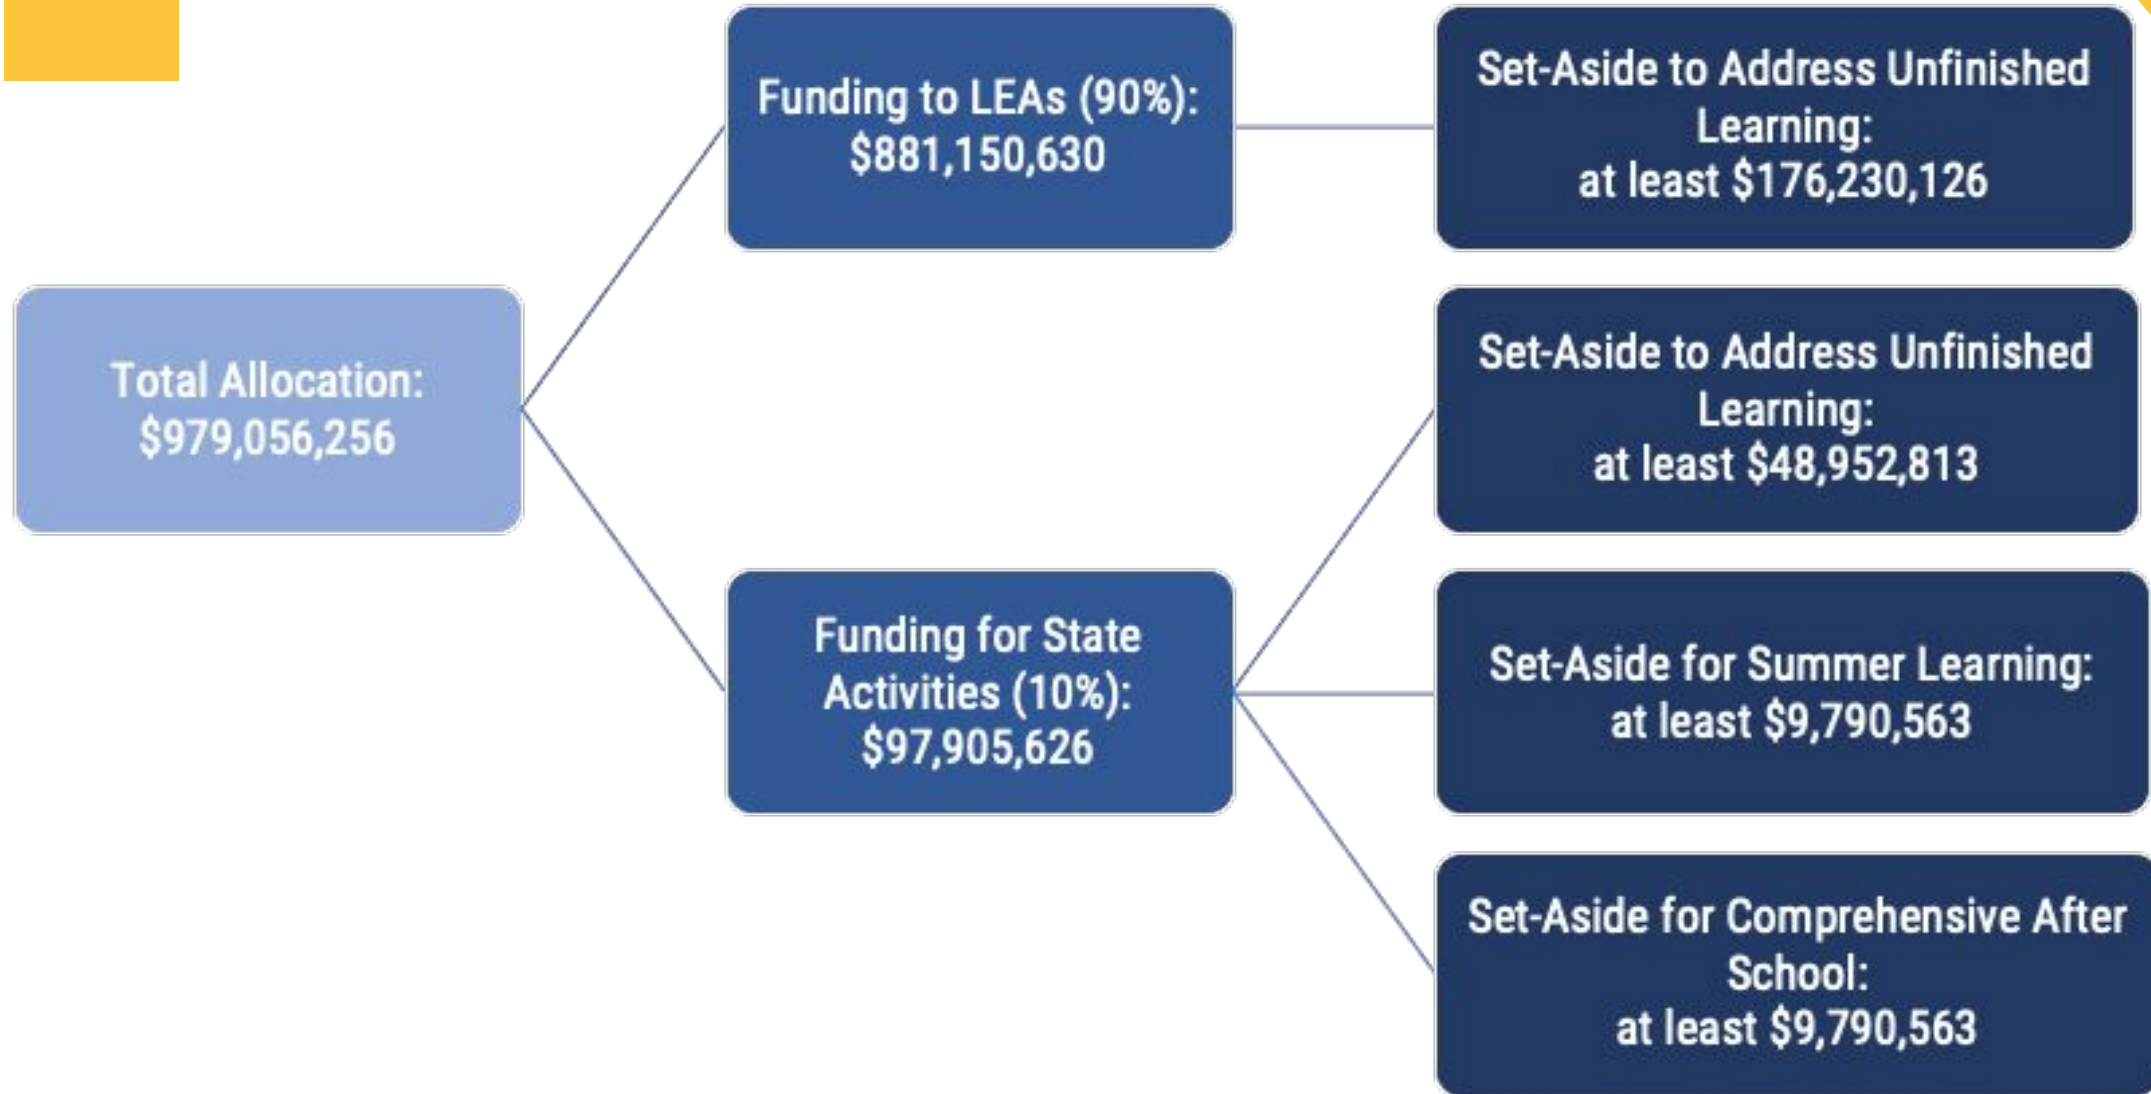 Total Allocation:
$979,056,256
Funding to LEAs (90%):
$881,150,630
Set-Aside to Address Unfinished
Learning:
at least $176,230,126
Funding for State
Activities (10%):
$97,905,626
Set-Aside to Address Unfinished
Learning:
at least $48,952,813
Set-Aside for Summer Learning:
at least $9,790,563
Set-Aside for Comprehensive After
School:
at least $9,790,563